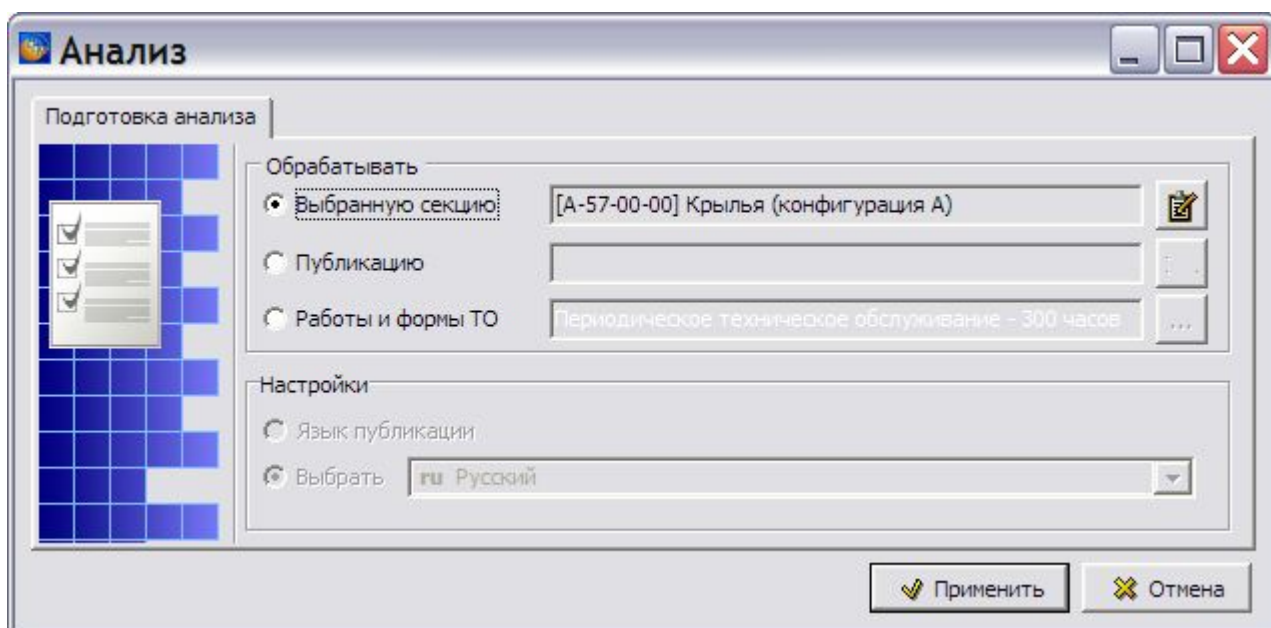 Анализ
Подготовка анализа
Обрабатывать
Выбранную секцию [A-57-00-00] Крылья (конфигурация А)
Публикацию
Работы и формы ТО Периодическое техническое обслуживание - 300 часов ...
Настройки
Язык публикации
Выбрать ru Русский
Применить Отмена